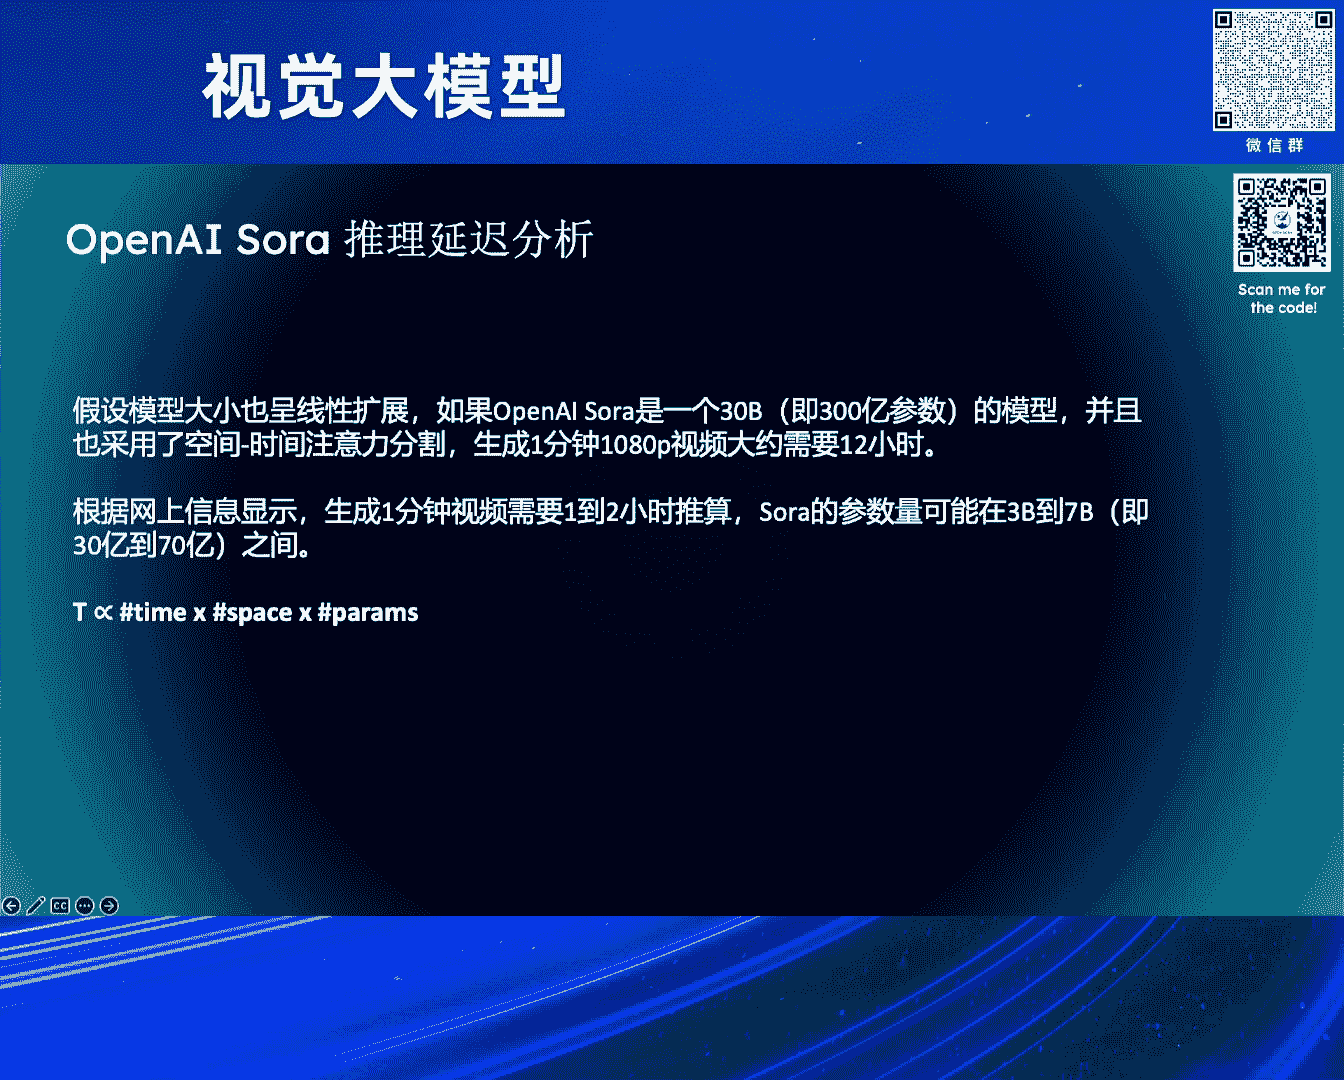 视觉大模型
微信群
OpenAI Sora 推理延迟分析
Scan me for
the code!
假设模型大小也呈线性扩展，如果OpenAI Sora是一个30B（即300亿参数）的模型，并且
也采用了空间-时间注意力分割，生成1分钟1080p视频大约需要12小时。
根据网上信息显示，生成1分钟视频需要1到2小时推算，Sora的参数量可能在3B到7B（即
30亿到70亿）之间。
T ∝ #time x #space x #params
CC